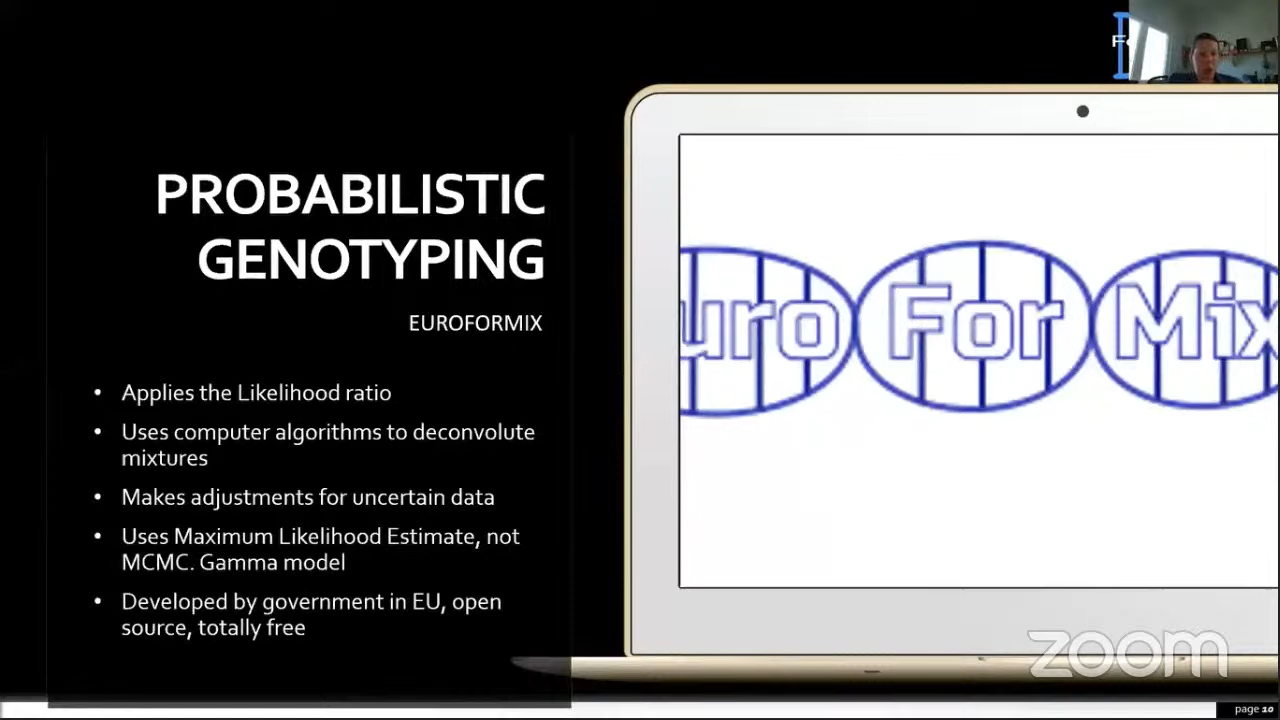 PROBABILISTIC
GENOTYPING
EUROFORMIX
• Applies the Likelihood ratio
• Uses computer algorithms to deconvolute
mixtures
• Makes adjustments for uncertain data
• Uses Maximum Likelihood Estimate, not
MCMC. Gamma model
• Developed by government in EU, open
source, totally free
uro For Mix
zoom
page 10